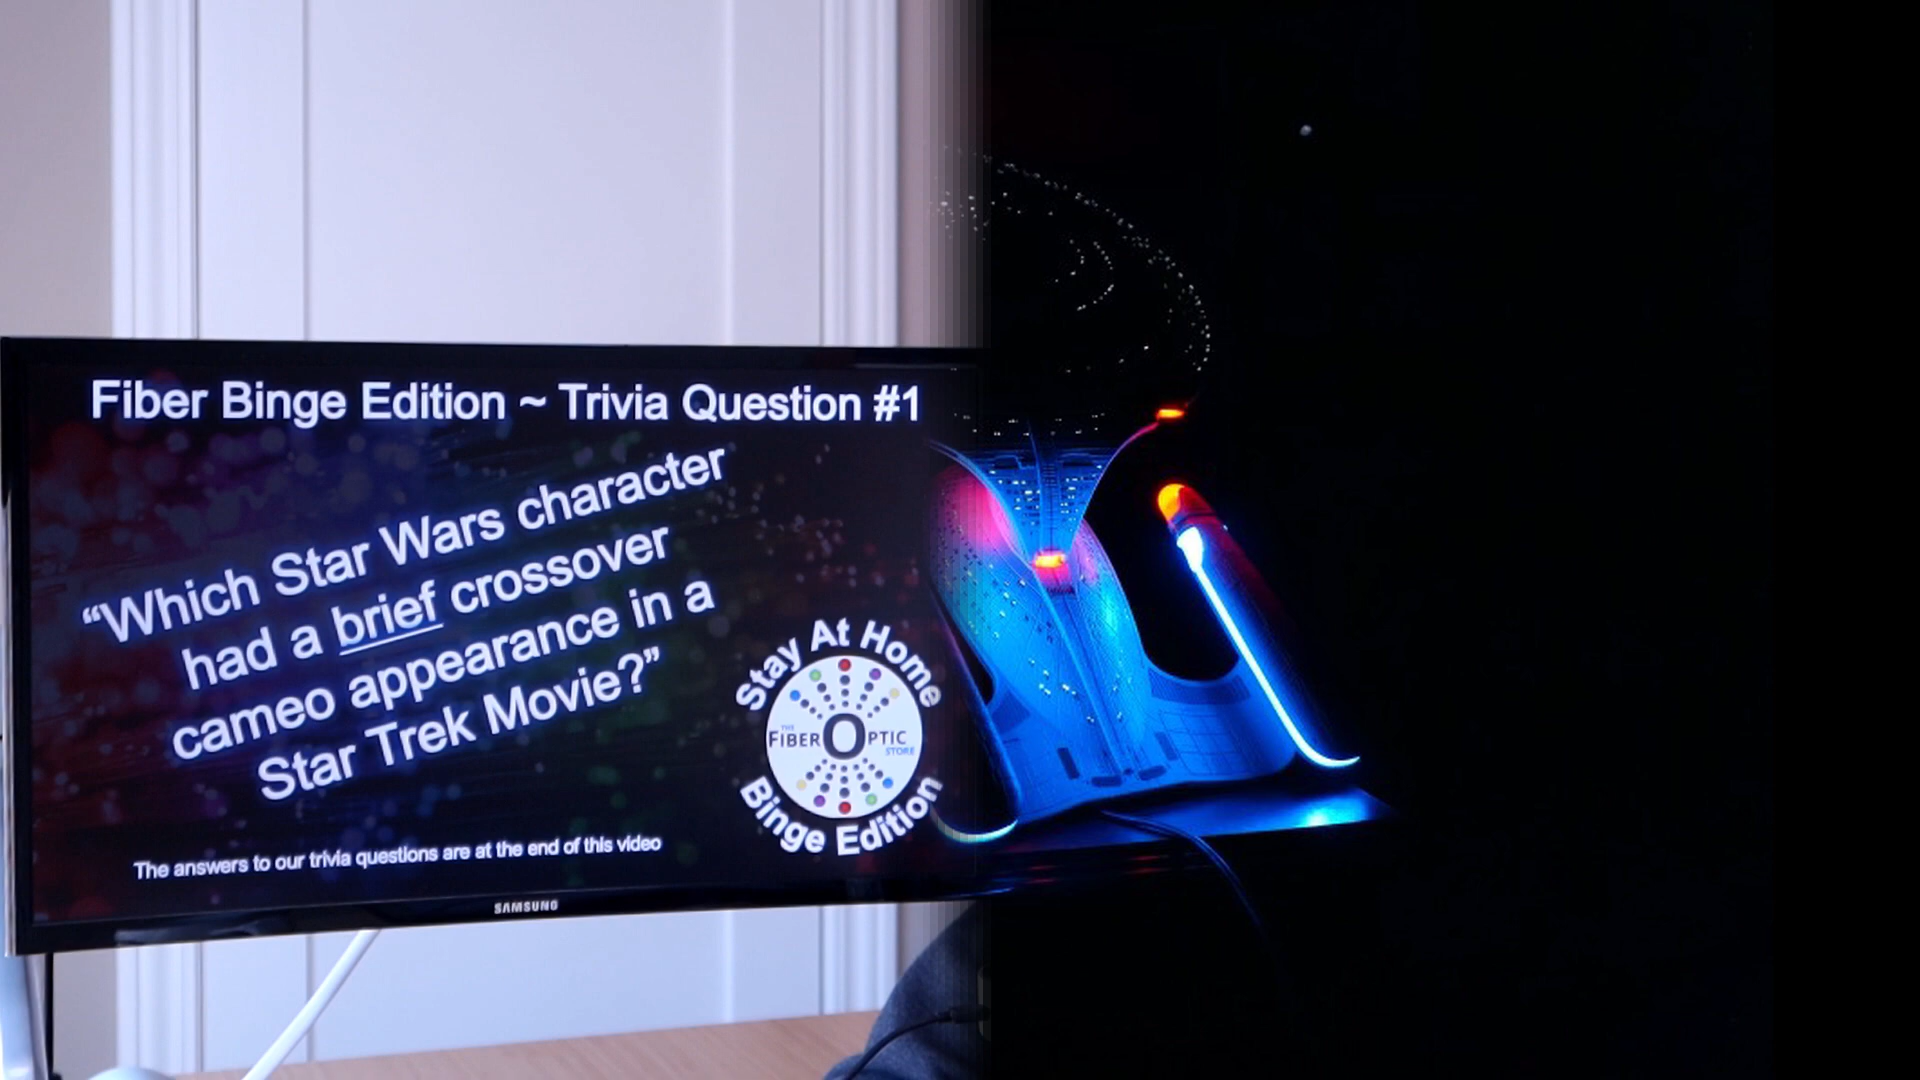 Fiber Binge Edition ~ Trivia Question #1
“Which Star Wars character
had a brief crossover
cameo appearance in a
Star Trek Movie?”
Stay At Home
THE
FIBER OPTIC
STORE
Binge Edition
The answers to our trivia questions are at the end of this video
SAMSUNG